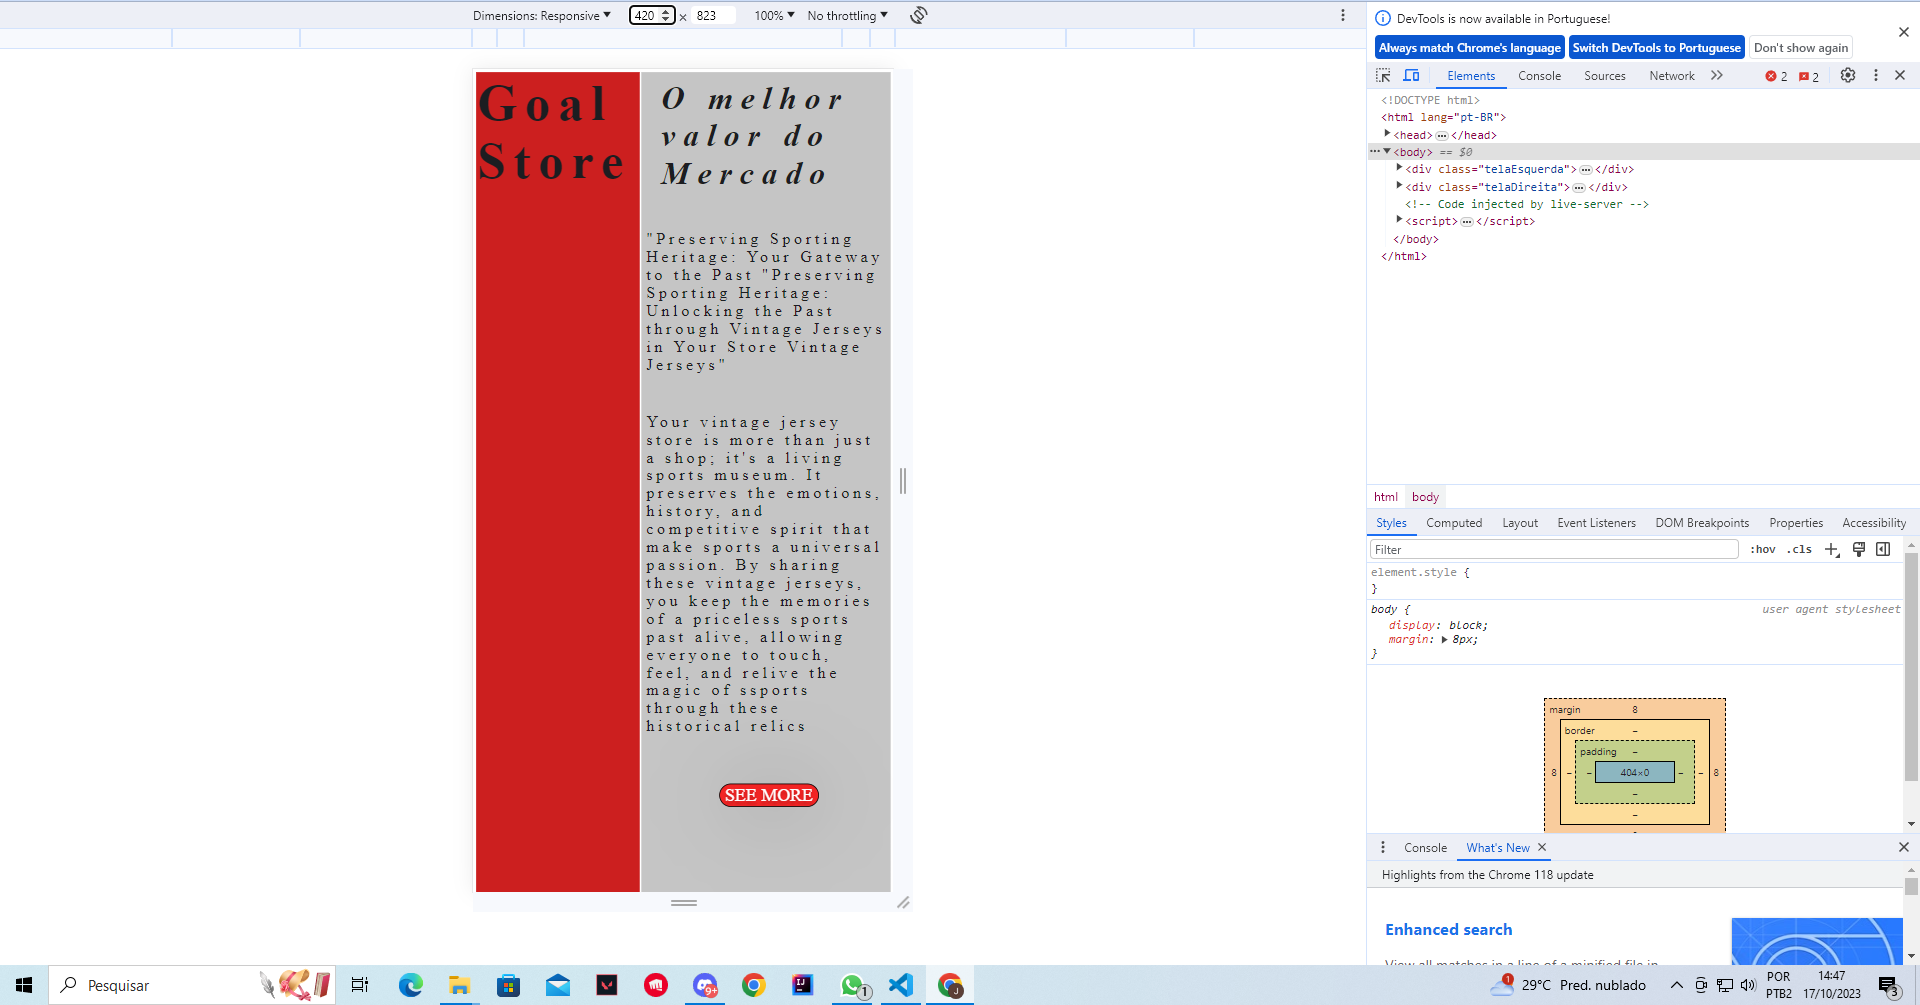 Dimensions: Responsive 420 × 823 100% No throttling
DevTools is now available in Portuguese!
Always match Chrome's language Switch DevTools to Portuguese Don't show again
Elements Console Sources Network 2 2
<!DOCTYPE html>
<html lang="pt-BR">
<head> ••• </head>
••• <body> == $0
<div class="telaEsquerda"> ••• </div>
<div class="telaDireita"> ••• </div>
<!-- Code injected by live-server -->
<script> ••• </script>
</body>
</html>
Goal
Store
O melhor
valor do
Mercado
"Preserving Sporting
Heritage: Your Gateway
to the Past "Preserving
Sporting Heritage:
Unlocking the Past
through Vintage Jerseys
in Your Store Vintage
Jerseys"
Your vintage jersey
store is more than just
a shop; it's a living
sports museum. It
preserves the emotions,
history, and
competitive spirit that
make sports a universal
passion. By sharing
these vintage jerseys,
you keep the memories
of a priceless sports
past alive, allowing
everyone to touch,
feel, and relive the
magic of ssports
through these
historical relics
SEE MORE
html body
Styles Computed Layout Event Listeners DOM Breakpoints Properties Accessibility
Filter :hov .cls
element.style {
}
body { user agent stylesheet
display: block;
margin: 8px;
}
margin 8
border –
padding –
8 – – 404×0 – – 8
–
–
Console What's New
Highlights from the Chrome 118 update
Enhanced search
View all matches in a line of a minified file in
Pesquisar
9+
1
J
1
29°C Pred. nublado
POR
PTB2
14:47
17/10/2023
3